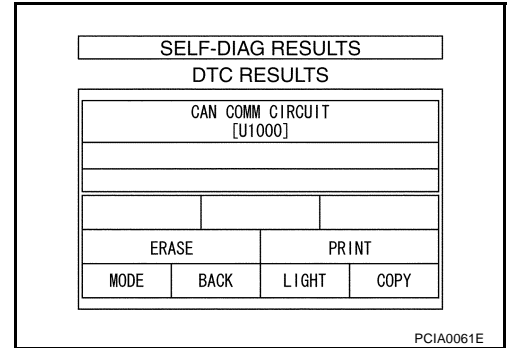 SELF-DIAG RESULTS
DTC RESULTS
CAN COMM CIRCUIT
[U1000]
ERASE PRINT
MODE BACK LIGHT COPY
PCIA0061E